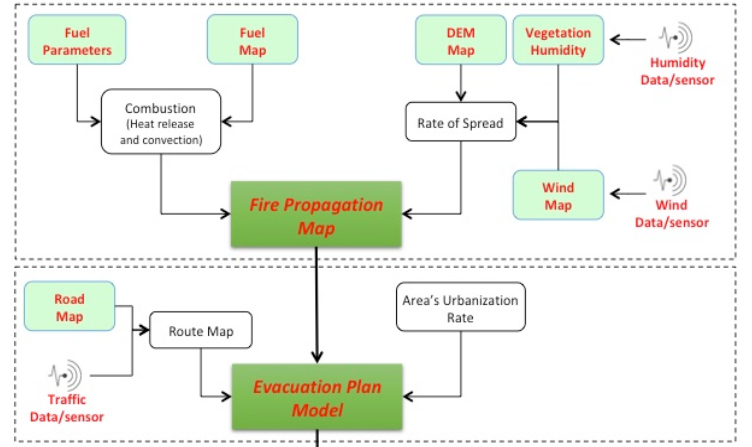 Fuel
Parameters
Fuel
Map
DEM
Map
Vegetation
Humidity
Humidity
Data/sensor
Combustion
(Heat release
and convection)
Rate of Spread
Wind
Map
Wind
Data/sensor
Fire Propagation
Map
Road
Map
Route Map
Area's Urbanization
Rate
Traffic
Data/sensor
Evacuation Plan
Model